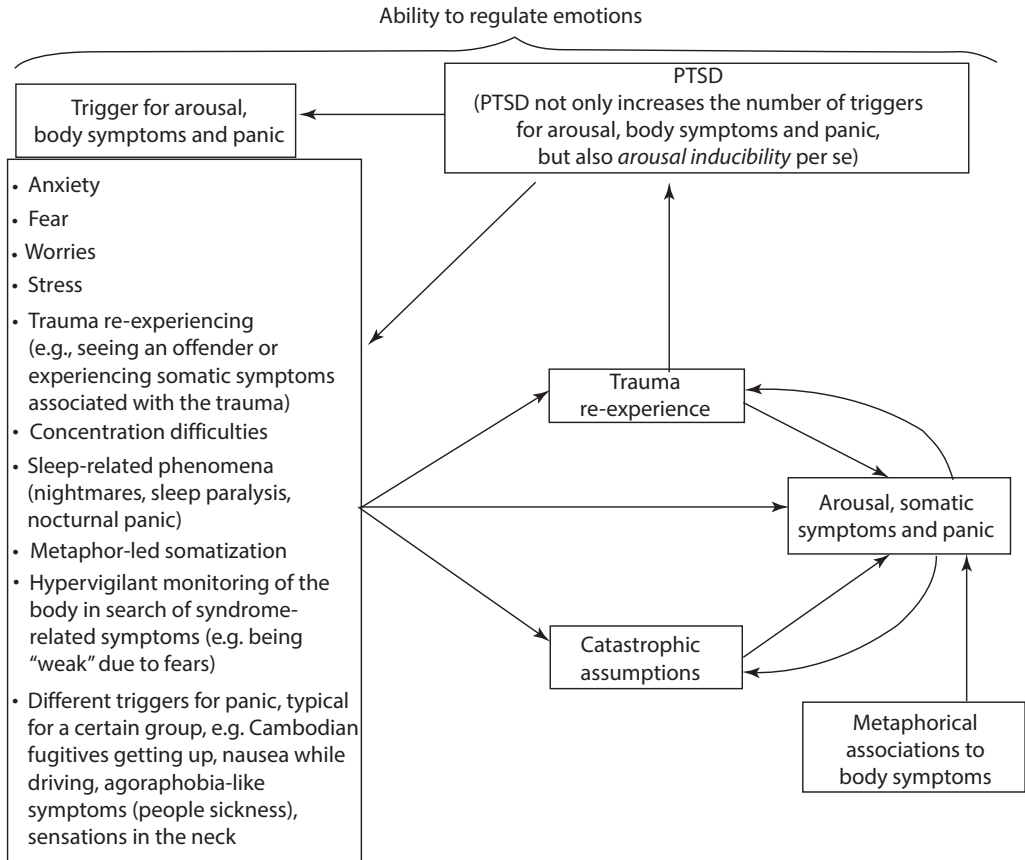 Ability to regulate emotions
Trigger for arousal,
body symptoms and panic
PTSD
(PTSD not only increases the number of triggers
for arousal, body symptoms and panic,
but also arousal inducibility per se)
• Anxiety
• Fear
• Worries
• Stress
• Trauma re-experiencing
(e.g., seeing an offender or
experiencing somatic symptoms
associated with the trauma)
• Concentration difficulties
• Sleep-related phenomena
(nightmares, sleep paralysis,
nocturnal panic)
• Metaphor-led somatization
• Hypervigilant monitoring of the
body in search of syndrome-
related symptoms (e.g. being
“weak” due to fears)
• Different triggers for panic, typical
for a certain group, e.g. Cambodian
fugitives getting up, nausea while
driving, agoraphobia-like
symptoms (people sickness),
sensations in the neck
Trauma
re-experience
Arousal, somatic
symptoms and panic
Catastrophic
assumptions
Metaphorical
associations to
body symptoms